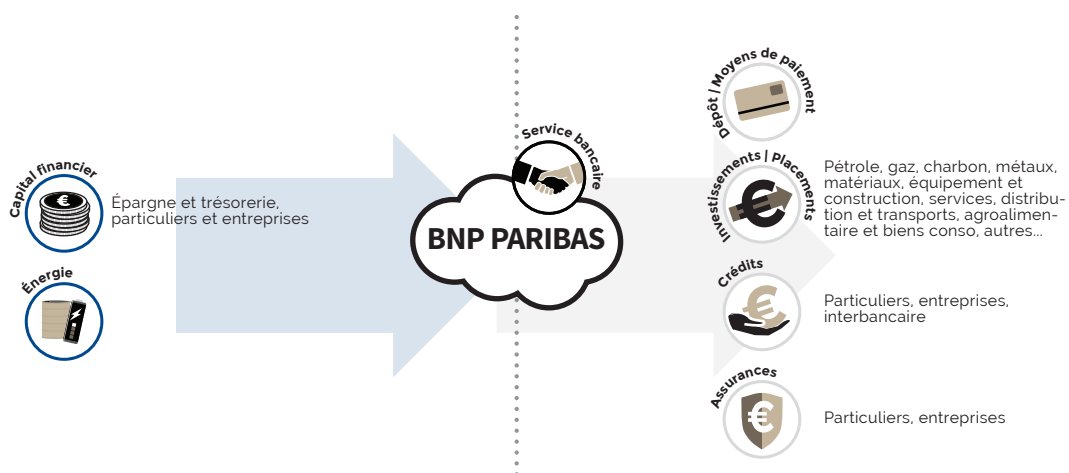 Capital financier
Épargne et trésorerie,
particuliers et entreprises
Énergie
Service bancaire
BNP PARIBAS
Dépôt | Moyens de paiement
Investissements | Placements
Pétrole, gaz, charbon, métaux,
matériaux, équipement et
construction, services, distribu-
tion et transports, agroalimen-
taire et biens conso, autres...
Crédits
Particuliers, entreprises,
interbancaire
Assurances
Particuliers, entreprises